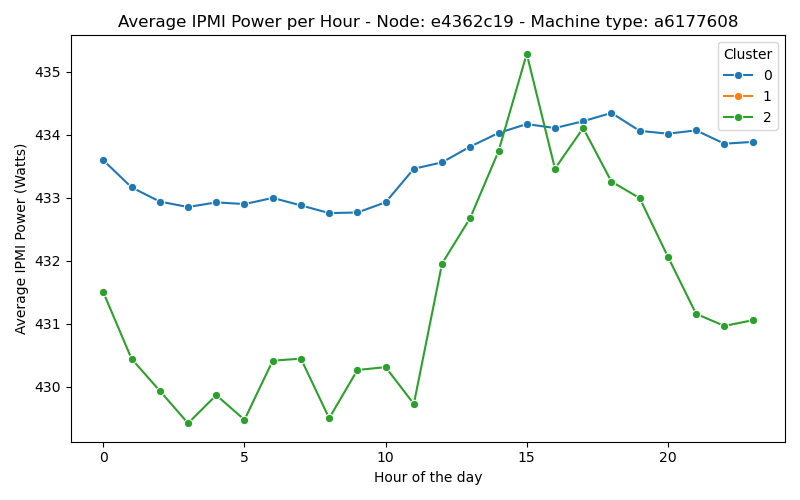 Average IPMI Power per Hour - Node: e4362c19 - Machine type: a6177608
Cluster
0
1
2
435
434
433
432
431
430
Average IPMI Power (Watts)
0 5 10 15 20
Hour of the day